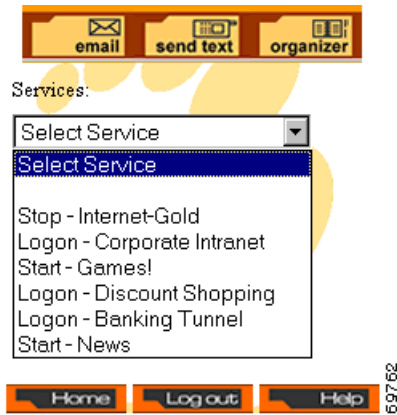 email send text organizer
Services:
Select Service
Select Service
Stop - Internet-Gold
Logon - Corporate Intranet
Start - Games!
Logon - Discount Shopping
Logon - Banking Tunnel
Start - News
Home Log out Help
69762